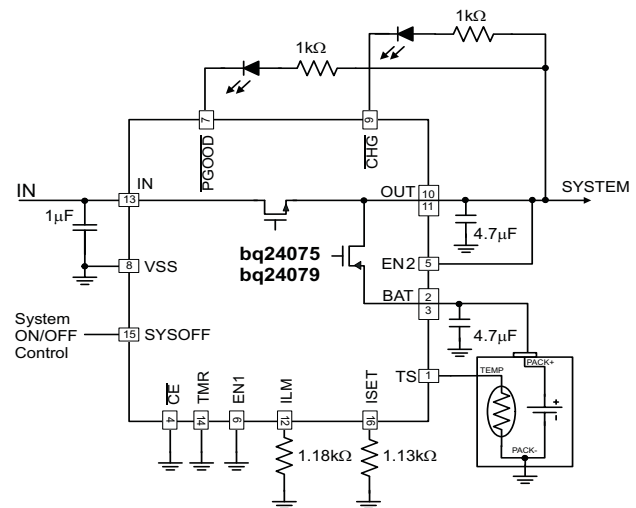 1kΩ
1kΩ
7
9
PGOOD
CHG
IN
IN
13
OUT
10
11
SYSTEM
1μF
4.7μF
bq24075
bq24079
EN2
5
8
VSS
BAT
2
3
System
ON/OFF
Control
15
SYSOFF
4.7μF
PACK+
TS
1
TEMP
+
-
CE
TMR
EN1
ILM
ISET
4
14
6
12
16
1.18kΩ
1.13kΩ
PACK-